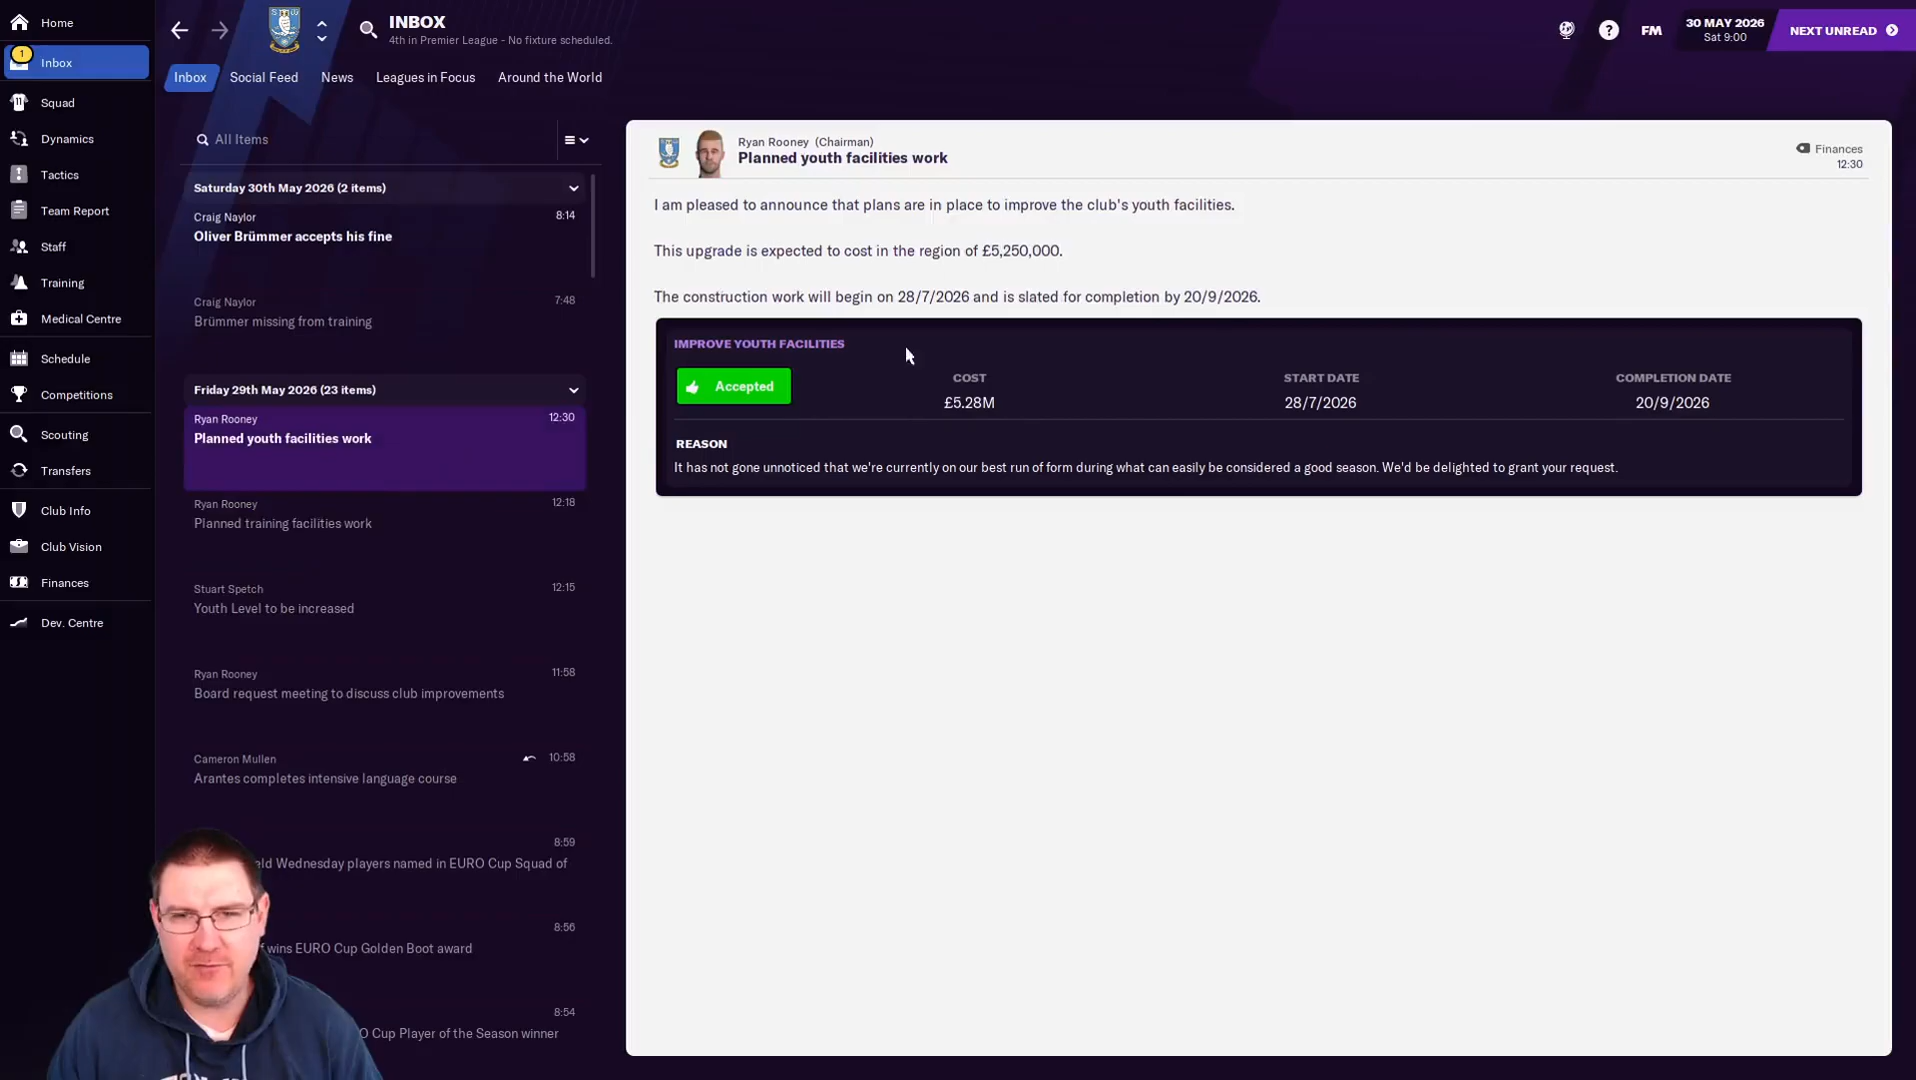 Home
Inbox
1
Squad
Dynamics
Tactics
Team Report
Staff
Training
Medical Centre
Schedule
Competitions
Scouting
Transfers
Club Info
Club Vision
Finances
Dev. Centre
INBOX
4th in Premier League - No fixture scheduled.
FM
30 MAY 2026
Sat 9:00
NEXT UNREAD
Inbox
Social Feed
News
Leagues in Focus
Around the World
All Items
Saturday 30th May 2026 (2 items)
Craig Naylor
8:14
Oliver Brümmer accepts his fine
Craig Naylor
7:48
Brümmer missing from training
Friday 29th May 2026 (23 items)
Ryan Rooney
12:30
Planned youth facilities work
Ryan Rooney
12:18
Planned training facilities work
Stuart Spetch
12:15
Youth Level to be increased
Ryan Rooney
11:58
Board request meeting to discuss club improvements
Cameron Mullen
10:58
Arantes completes intensive language course
8:59
Wednesday players named in EURO Cup Squad of
8:56
wins EURO Cup Golden Boot award
8:54
Cup Player of the Season winner
Ryan Rooney (Chairman)
Planned youth facilities work
Finances
12:30
I am pleased to announce that plans are in place to improve the club's youth facilities.
This upgrade is expected to cost in the region of £5,250,000.
The construction work will begin on 28/7/2026 and is slated for completion by 20/9/2026.
IMPROVE YOUTH FACILITIES
Accepted
COST
£5.28M
START DATE
28/7/2026
COMPLETION DATE
20/9/2026
REASON
It has not gone unnoticed that we're currently on our best run of form during what can easily be considered a good season. We'd be delighted to grant your request.